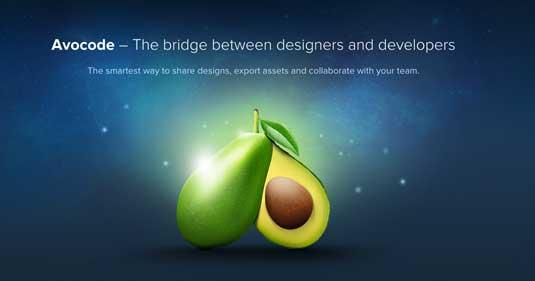 Avocode – The bridge between designers and developers
The smartest way to share designs, export assets and collaborate with your team.